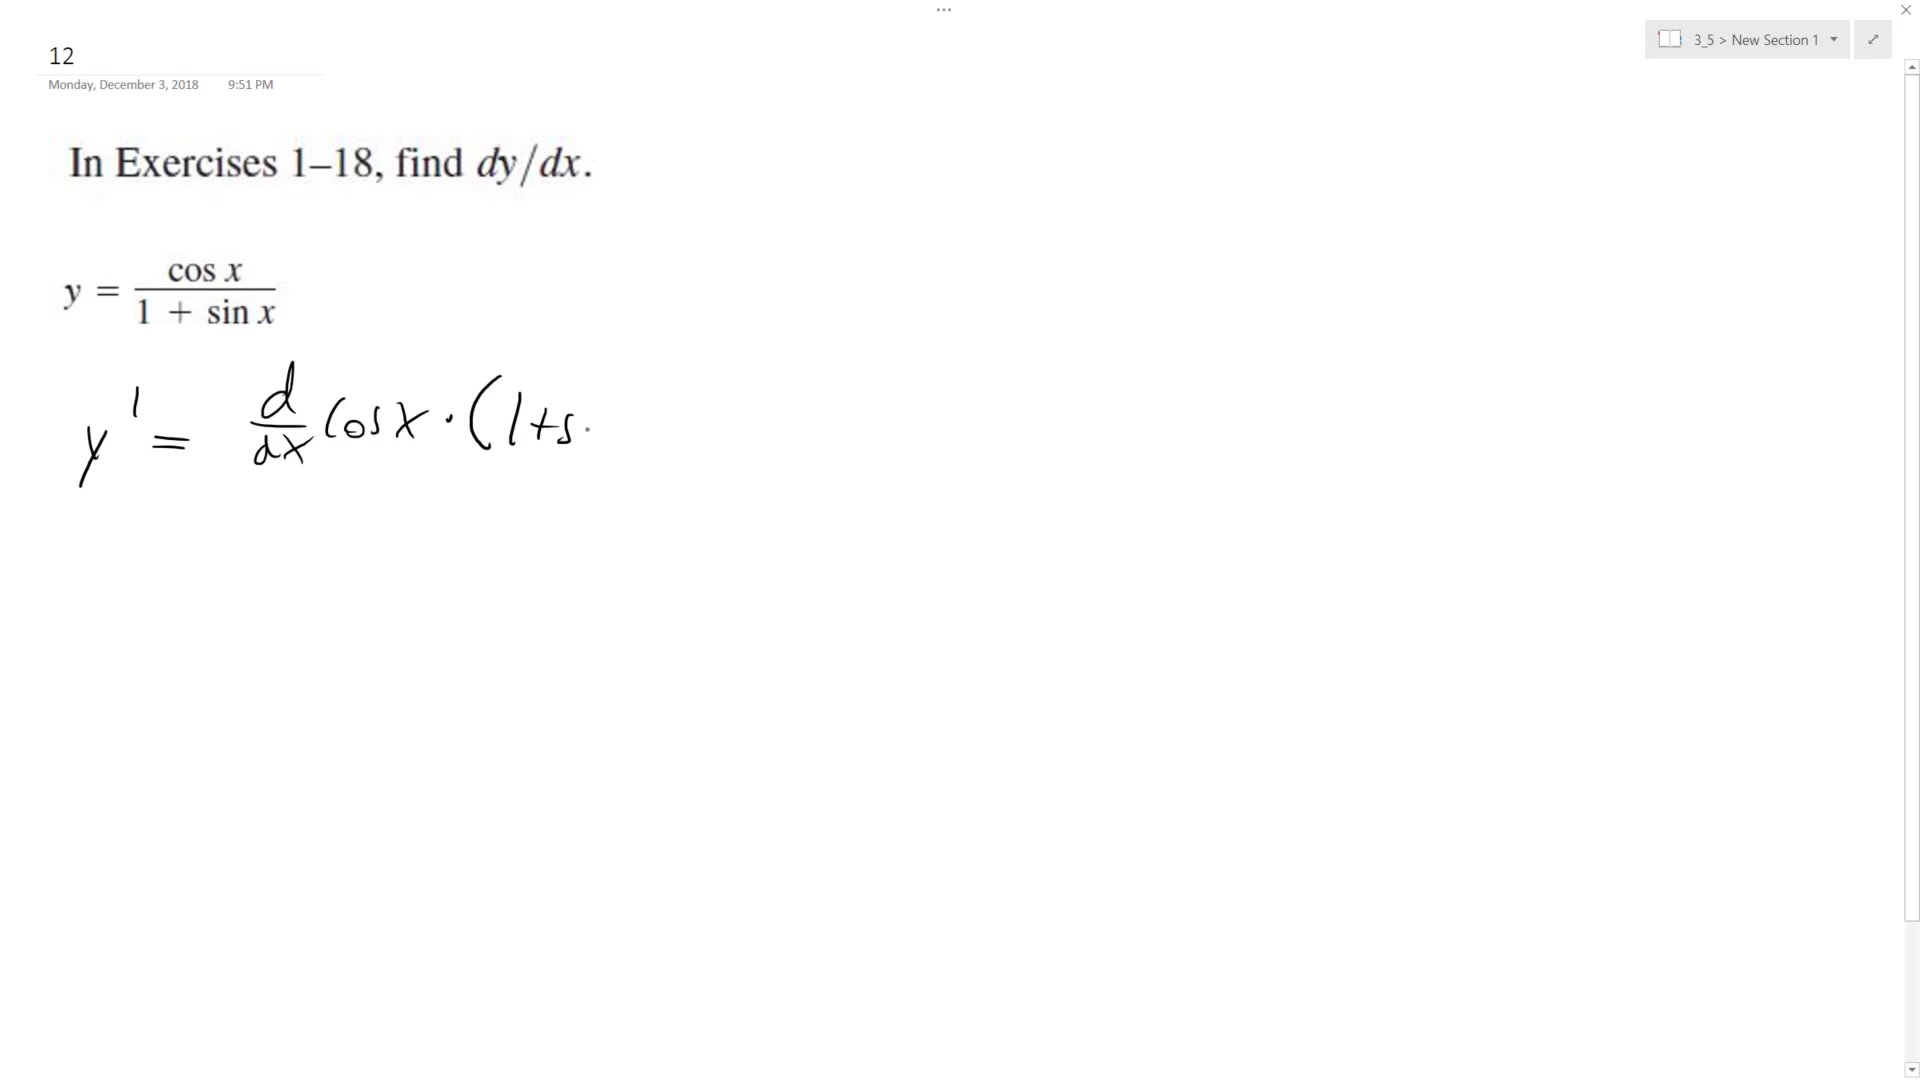 ...
3_5 > New Section 1
12
Monday, December 3, 2018 9:51 PM
In Exercises 1–18, find dy/dx.
y = cos x / 1 + sin x
y' = d/dx cos x · (1+s